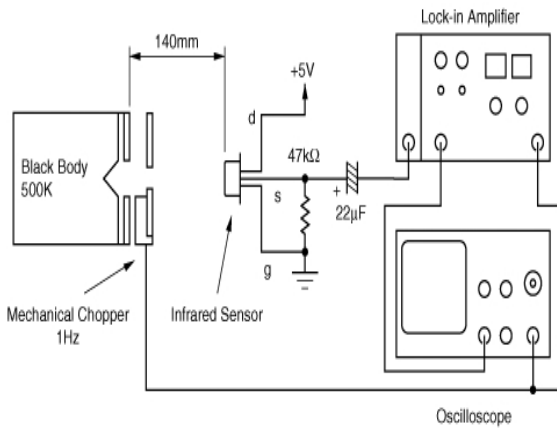 Lock-in Amplifier
140mm
+5V
d
Black Body
500K
47kΩ
s
+
22μF
g
Mechanical Chopper
1Hz
Infrared Sensor
Oscilloscope